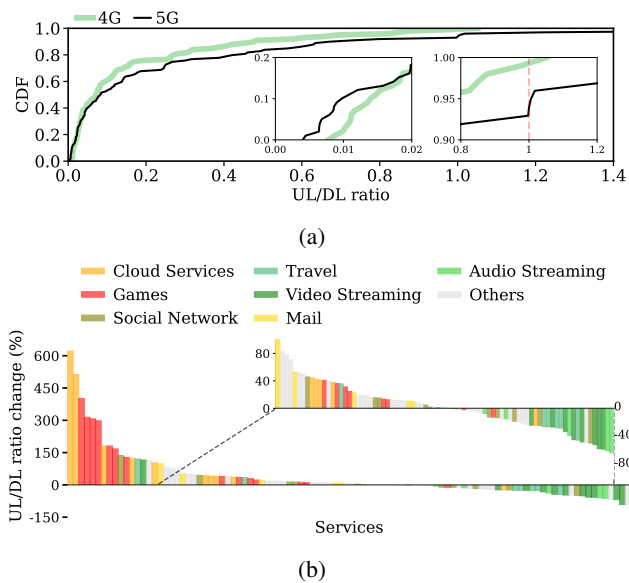 4G 5G
1.0
0.8
0.6
0.4
0.2
0.0
CDF
0.2
0.1
0.0
0.00 0.01 0.02
1.00
0.95
0.90
0.8 1 1.2
0.0 0.2 0.4 0.6 0.8 1.0 1.2 1.4
UL/DL ratio
(a)
Cloud Services Travel Audio Streaming
Games Video Streaming Others
Social Network Mail
UL/DL ratio change (%)
600
450
300
150
0
-150
80
40
0
0
-40
-80
Services
(b)